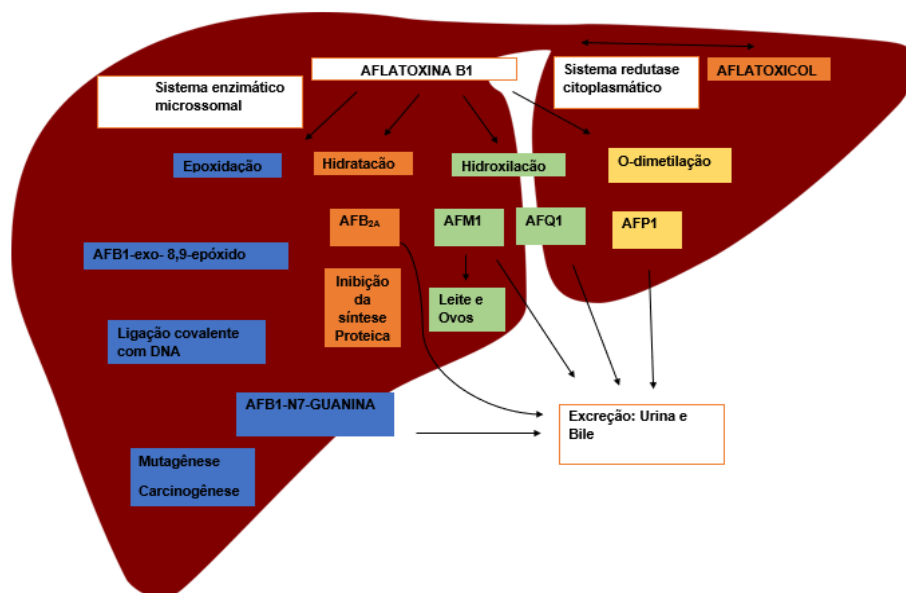 AFLATOXINA B1
Sistema redutase
citoplasmático
AFLATOXICOL
Sistema enzimático
microssomal
Epoxidação
Hidratacão
Hidroxilacão
O-dimetilação
AFB2A
AFM1
AFQ1
AFP1
AFB1-exo- 8,9-epóxido
Inibição
da
síntese
Proteica
Leite e
Ovos
Ligação covalente
com DNA
AFB1-N7-GUANINA
Excreção: Urina e
Bile
Mutagênese
Carcinogênese